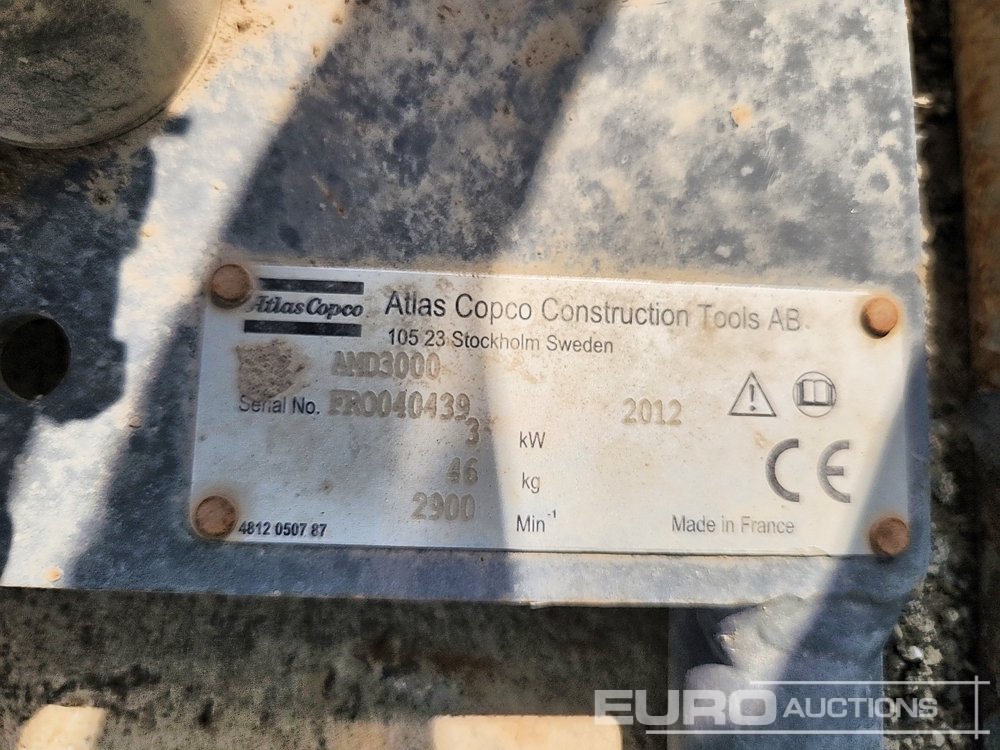 Atlas Copco
Atlas Copco Construction Tools AB.
105 23 Stockholm Sweden
AMD3000
Serial No. FRO040439 2012
3 kW
46 kg
2900 Min⁻¹
CE
4812 0507 87
Made in France
EURO AUCTIONS